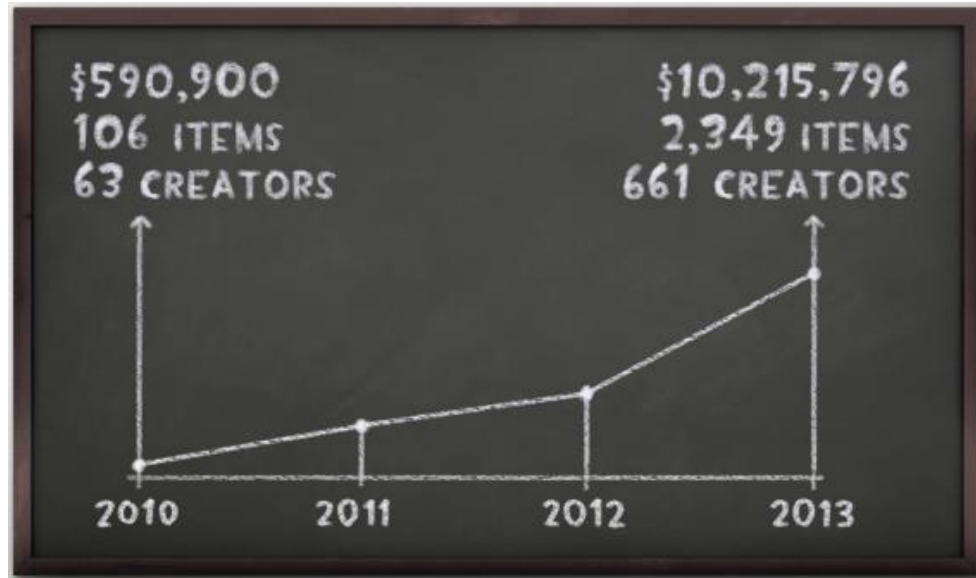 $590,900
106 ITEMS
63 CREATORS
$10,215,796
2,349 ITEMS
661 CREATORS
2010 2011 2012 2013